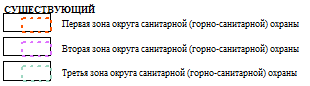 СУЩЕСТВУЮЩИЙ
Первая зона округа санитарной (горно-санитарной) охраны
Вторая зона округа санитарной (горно-санитарной) охраны
Третья зона округа санитарной (горно-санитарной) охраны